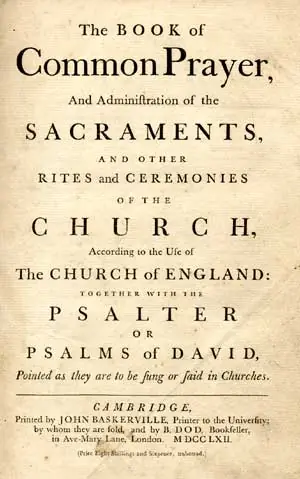 The BOOK of
Common Prayer,
And Adminiſtration of the
SACRAMENTS,
AND OTHER
RITES and CEREMONIES
OF THE
CHURCH,
According to the Uſe of
The CHURCH of ENGLAND:
TOGETHER WITH THE
PSALTER
OR
PSALMS of DAVID,
Pointed as they are to be ſung or ſaid in Churches.
CAMBRIDGE,
Printed by JOHN BASKERVILLE, Printer to the Univerſity;
by whom they are ſold, and by B. DOD, Bookſeller,
in Ave-Mary Lane, London. MDCCLXII.
(Price Eight Shillings and Sixpence, unbound.)